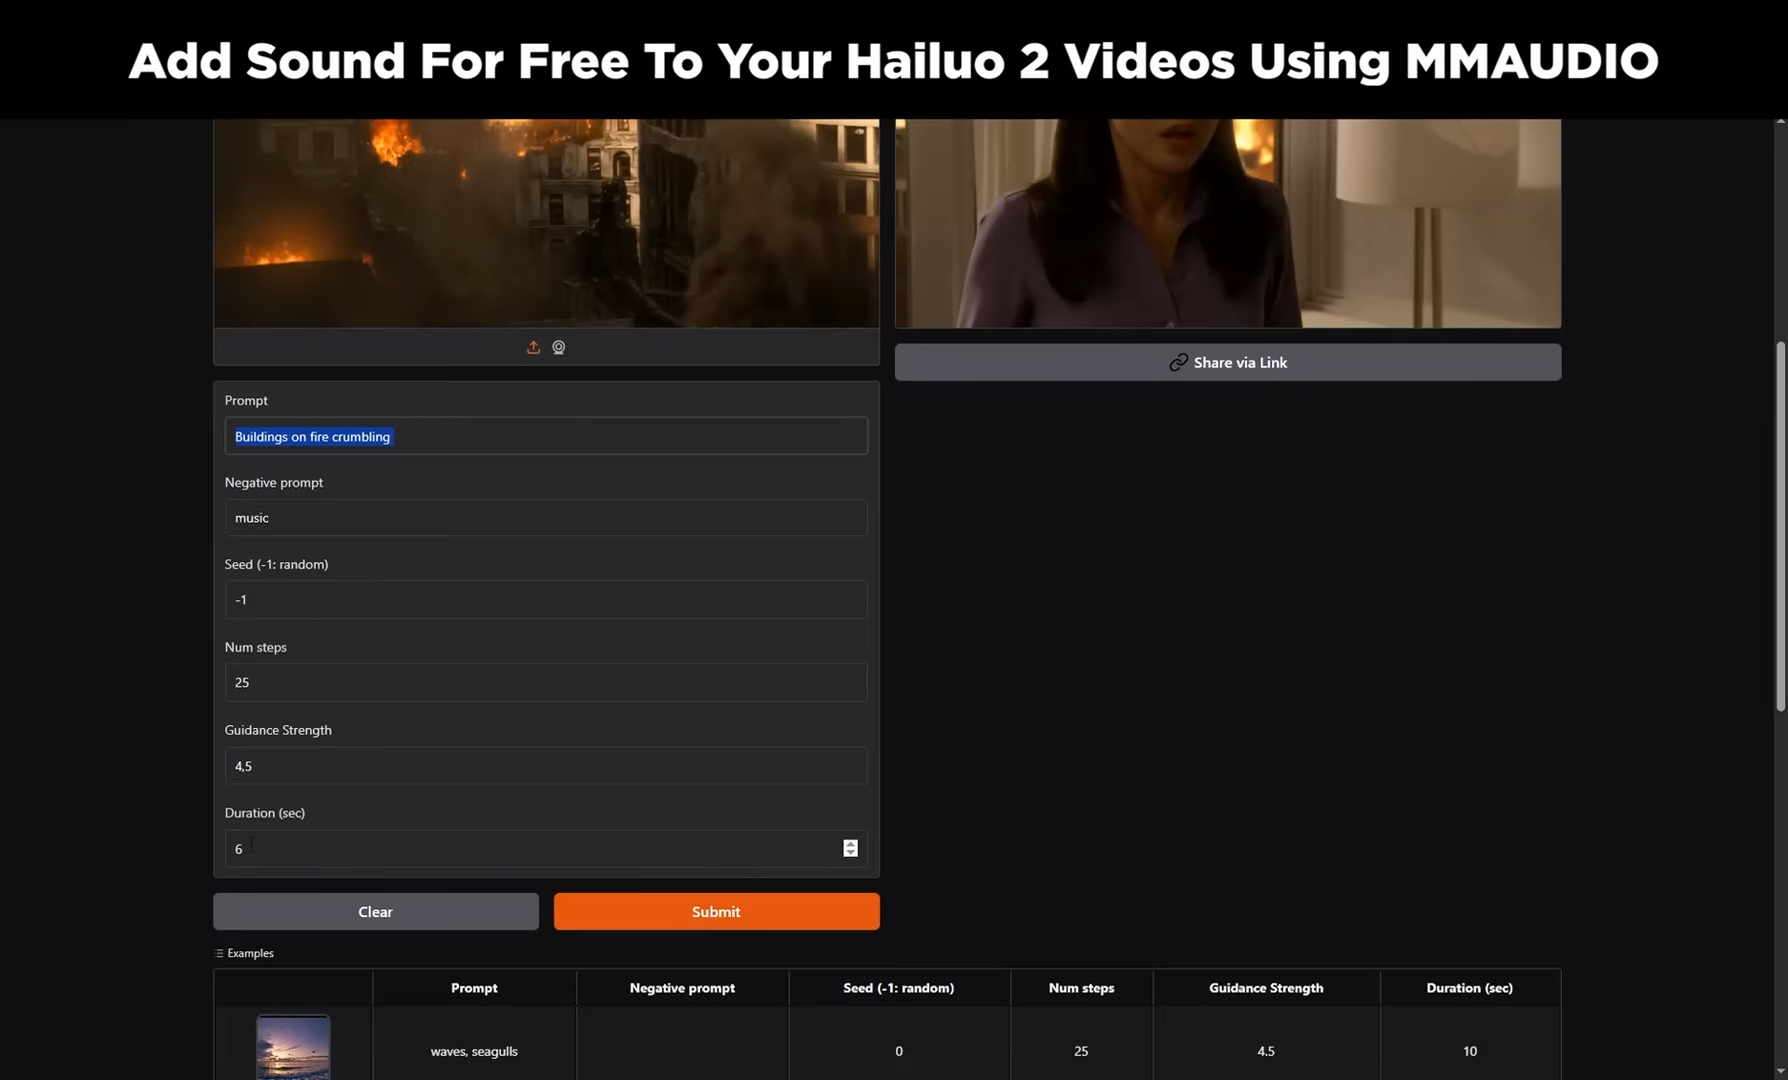 Add Sound For Free To Your Hailuo 2 Videos Using MMAUDIO
Share via Link
Prompt
Buildings on fire crumbling
Negative prompt
music
Seed (-1: random)
-1
Num steps
25
Guidance Strength
4,5
Duration (sec)
6
Clear Submit
Examples
Prompt Negative prompt Seed (-1: random) Num steps Guidance Strength Duration (sec)
waves, seagulls 0 25 4.5 10